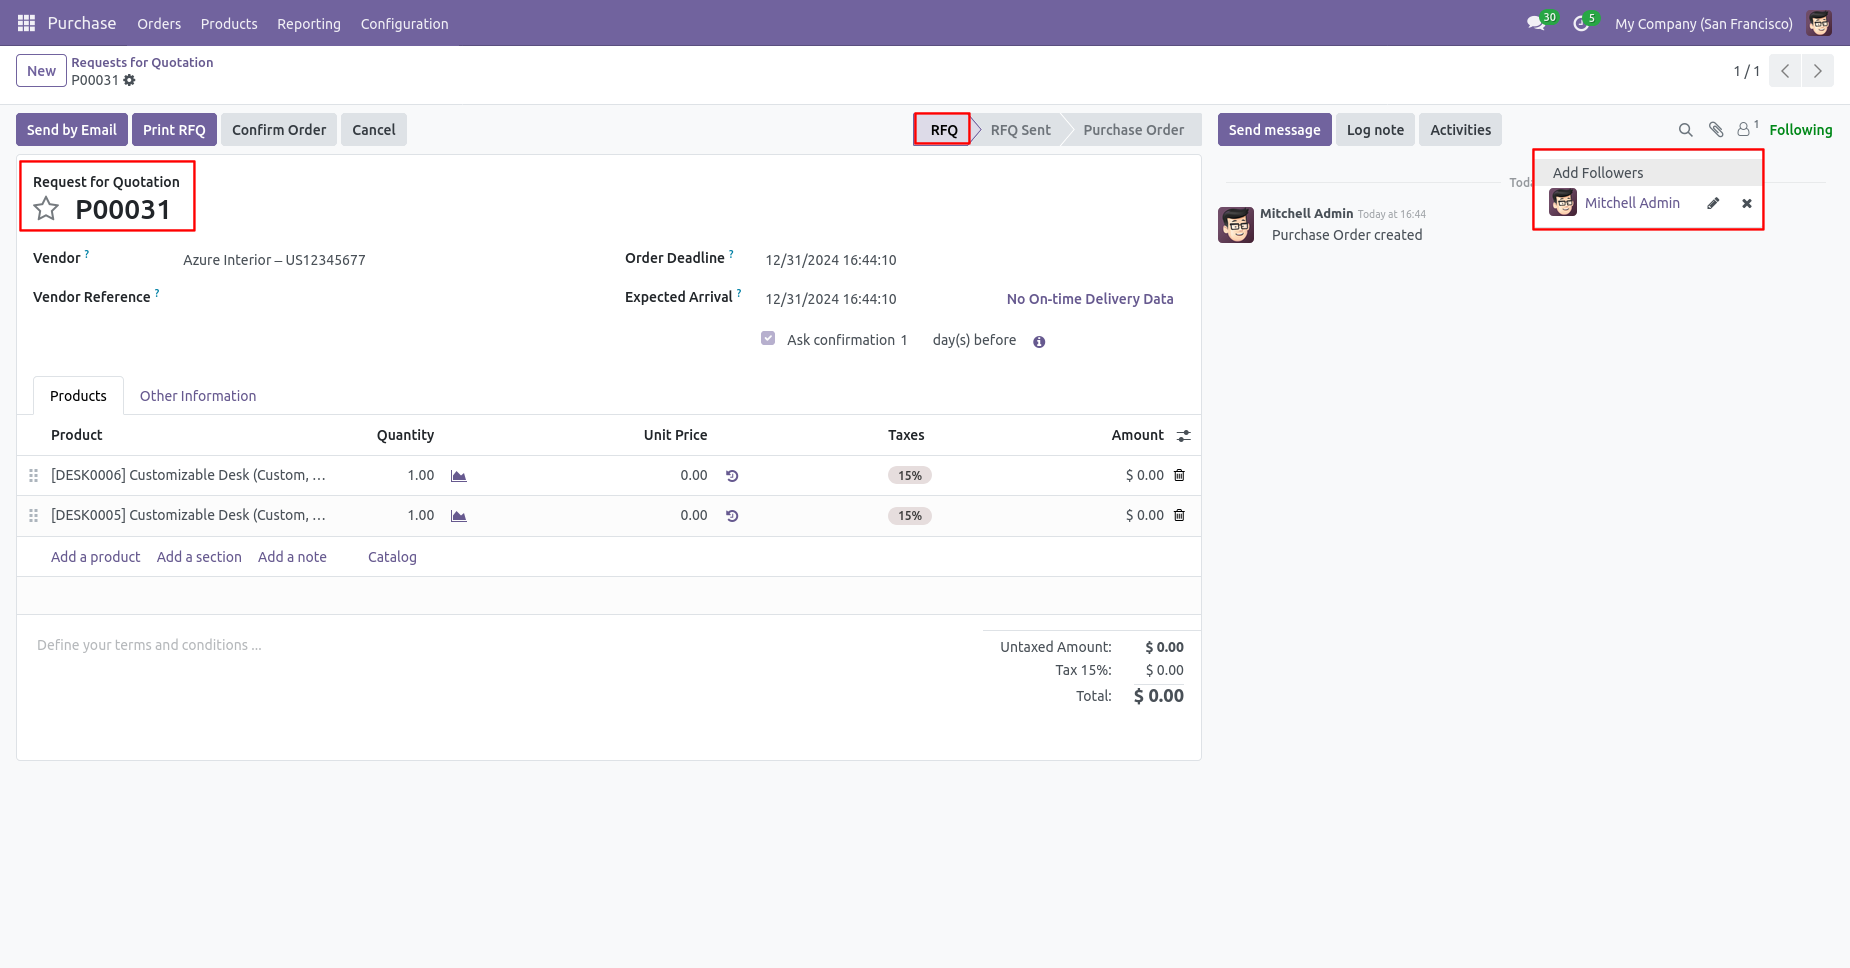 Purchase Orders Products Reporting Configuration 30 5 My Company (San Francisco)
New Requests for Quotation
P00031
1 / 1
Send by Email Print RFQ Confirm Order Cancel RFQ RFQ Sent Purchase Order Send message Log note Activities 1 Following
Request for Quotation
P00031
Vendor ? Azure Interior – US12345677
Order Deadline ? 12/31/2024 16:44:10
Vendor Reference ?
Expected Arrival ? 12/31/2024 16:44:10 No On-time Delivery Data
Ask confirmation 1 day(s) before
Products Other Information
Product Quantity Unit Price Taxes Amount
[DESK0006] Customizable Desk (Custom, ... 1.00 0.00 15% $ 0.00
[DESK0005] Customizable Desk (Custom, ... 1.00 0.00 15% $ 0.00
Add a product Add a section Add a note Catalog
Define your terms and conditions ...
Untaxed Amount: $ 0.00
Tax 15%: $ 0.00
Total: $ 0.00
Add Followers
Mitchell Admin
Mitchell Admin Today at 16:44
Purchase Order created